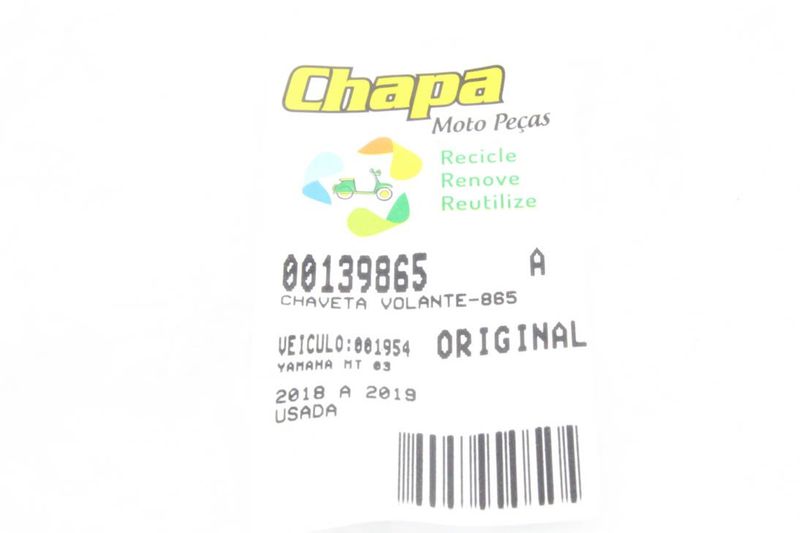 Chapa
Moto Peças
Recicle
Renove
Reutilize
00139865 A
CHAVETA VOLANTE-865
VEICULO:001954 ORIGINAL
YAMAHA MT 03
2018 A 2019
USADA